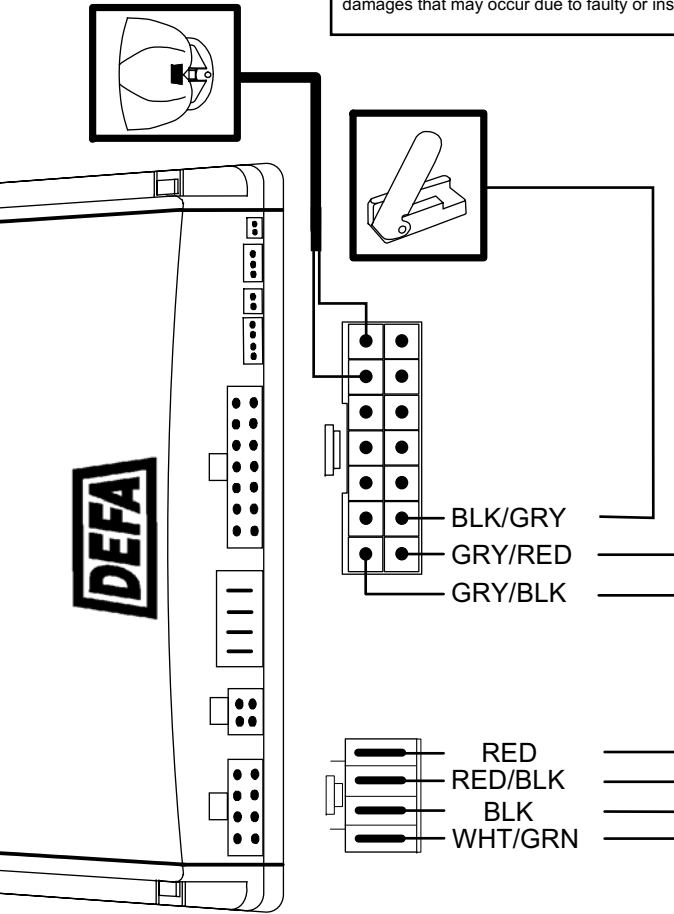 damages that may occur due to faulty or ins
DEFA
BLK/GRY
GRY/RED
GRY/BLK
RED
RED/BLK
BLK
WHT/GRN